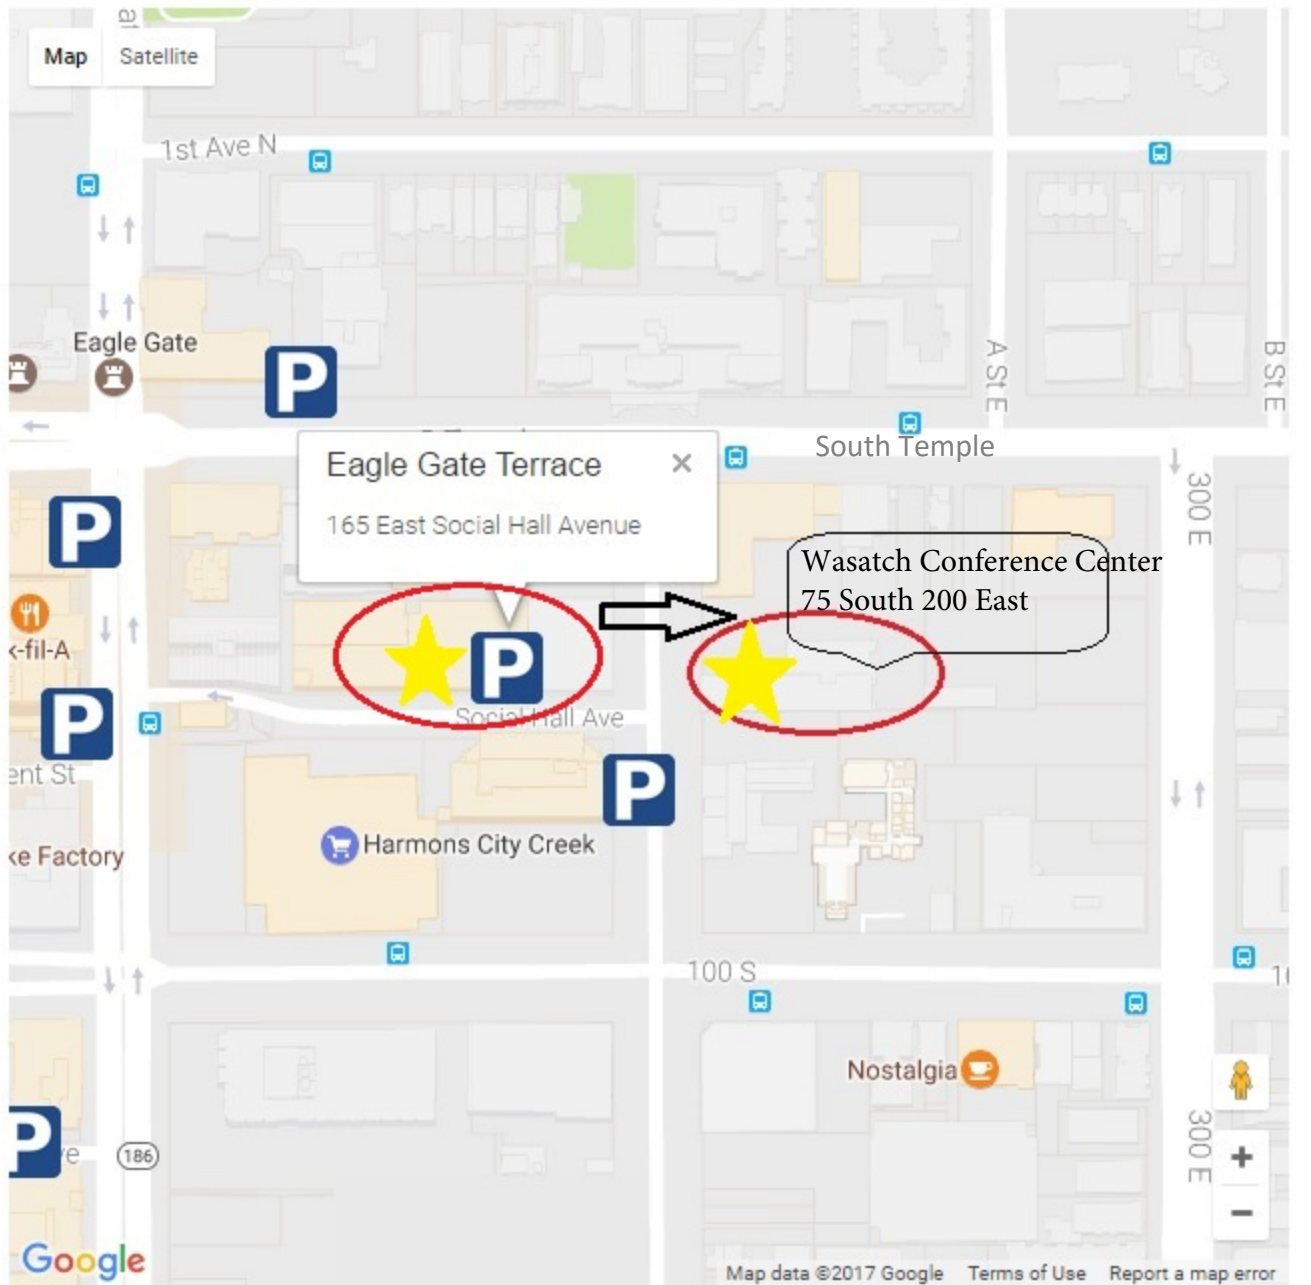 Map Satellite
1st Ave N
Eagle Gate
P
A St E
B St E
South Temple
Eagle Gate Terrace ×
165 East Social Hall Avenue
300 E
P
Wasatch Conference Center
75 South 200 East
k-fil-A
P
P
Social Hall Ave
ent St
P
Harmons City Creek
ke Factory
100 S
Nostalgia
300 E
P
186
+
−
Google
Map data ©2017 Google Terms of Use Report a map error